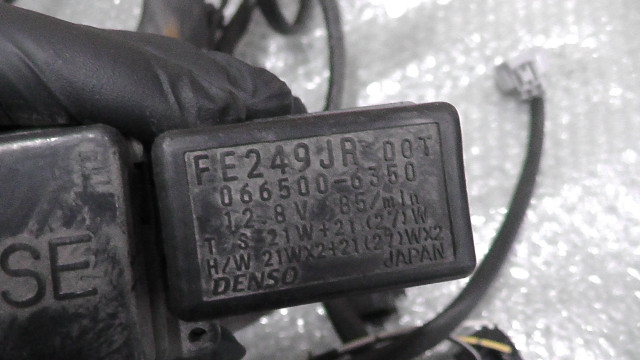 FE249JR 00T
066500-6350
12.8V 85/min
T/S 21W+21(27)W
H/W 21WX2+21(27)WX2
DENSO JAPAN
SE